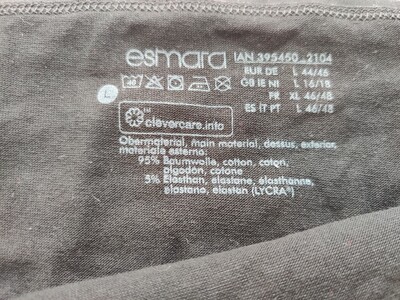 esmara IAN 395450 2104
EUR DE L 44/46
GB IE NI L 16/18
FR XL 46/48
ES IT PT L 46/48
L
clevercare.info
Obermaterial, main material, dessus, exterior,
materiale esterno:
95% Baumwolle, cotton, coton,
algodón, cotone
5% Elasthan, elastane, élasthanne,
elastano, elastan (LYCRA®)